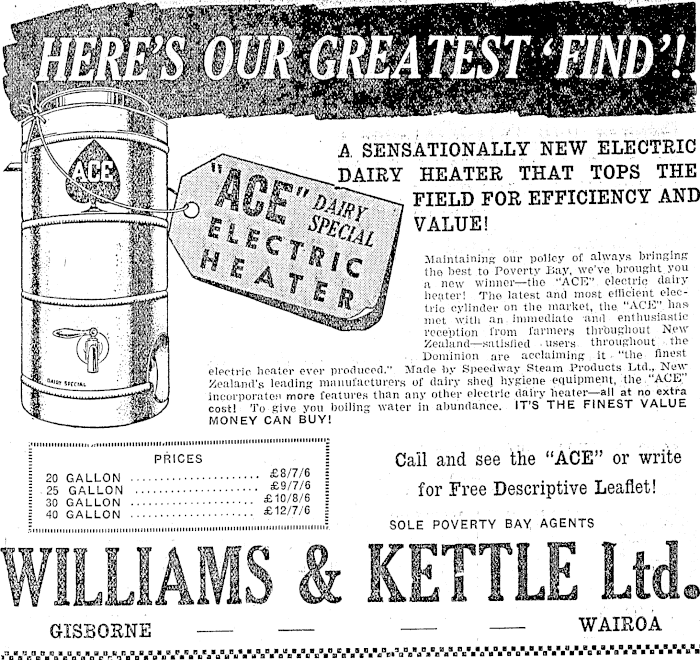 HERE'S OUR GREATEST 'FIND'!
ACE
"ACE" DAIRY
SPECIAL
ELECTRIC
HEATER
DAIRY SPECIAL
A SENSATIONALLY NEW ELECTRIC
DAIRY HEATER THAT TOPS THE
FIELD FOR EFFICIENCY AND
VALUE!
Maintaining our policy of always bringing
the best to Poverty Bay, we've brought you
a new winner—the "ACE" electric dairy
heater! The latest and most efficient elec-
tric cylinder on the market, the "ACE" has
met with an immediate and enthusiastic
reception from farmers throughout New
Zealand—satisfied users throughout the
Dominion are acclaiming it "the finest
electric heater ever produced." Made by Speedway Steam Products Ltd., New
Zealand's leading manufacturers of dairy shed hygiene equipment, the "ACE"
incorporates more features than any other electric dairy heater—all at no extra
cost! To give you boiling water in abundance. IT'S THE FINEST VALUE
MONEY CAN BUY!
PRICES
20 GALLON ...................... £8/7/6
25 GALLON ...................... £9/7/6
30 GALLON ...................... £10/8/6
40 GALLON ...................... £12/7/6
Call and see the "ACE" or write
for Free Descriptive Leaflet!
SOLE POVERTY BAY AGENTS
WILLIAMS & KETTLE Ltd.
GISBORNE — — — — — WAIROA